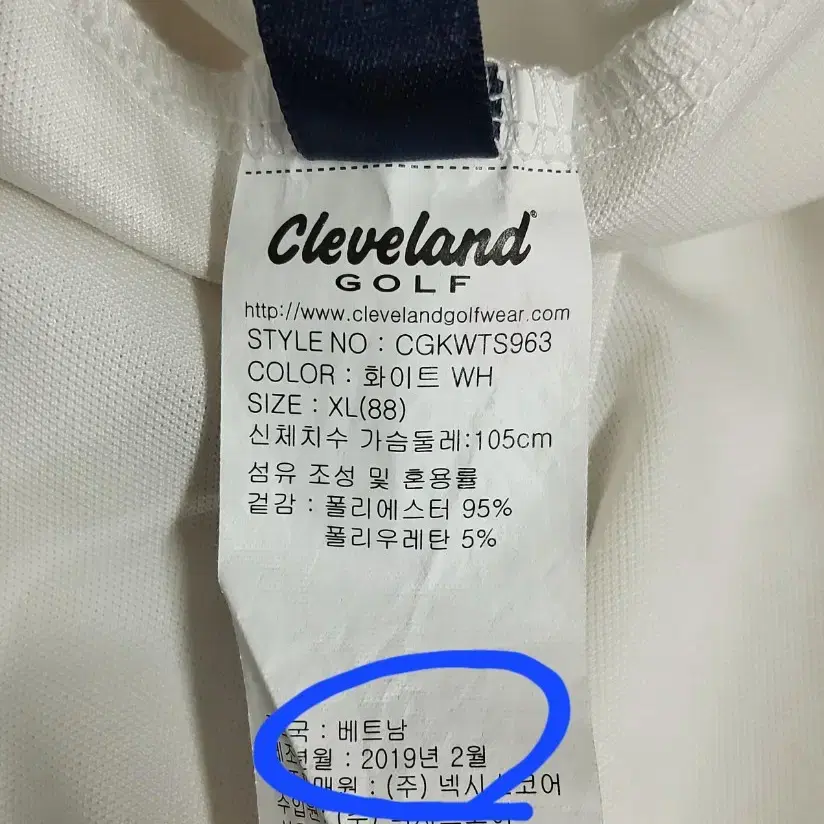 Cleveland®
GOLF
http://www.clevelandgolfwear.com
STYLE NO : CGKWTS963
COLOR : 화이트 WH
SIZE : XL(88)
신체치수 가슴둘레:105cm
섬유 조성 및 혼용률
겉감 : 폴리에스터 95%
폴리우레탄 5%
: 베트남
: 2019년 2월
: (주)